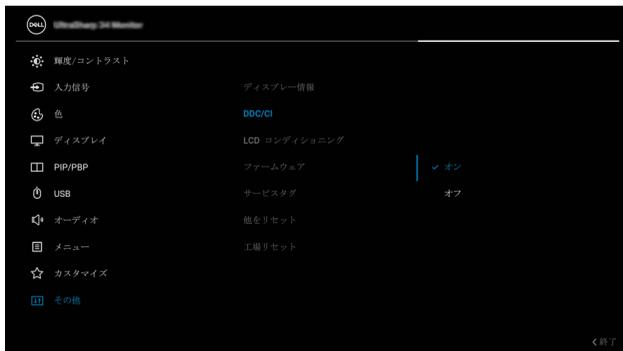 DELL
輝度/コントラスト
入力信号
色
ディスプレイ
PIP/PBP
USB
オーディオ
メニュー
カスタマイズ
その他
ディスプレー情報
DDC/CI
LCD コンディショニング
ファームウェア
サービスタグ
他をリセット
工場リセット
オン
オフ
終了